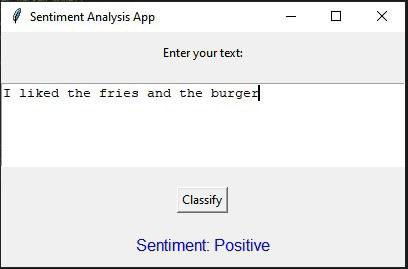 Sentiment Analysis App
Enter your text:
I liked the fries and the burger
Classify
Sentiment: Positive